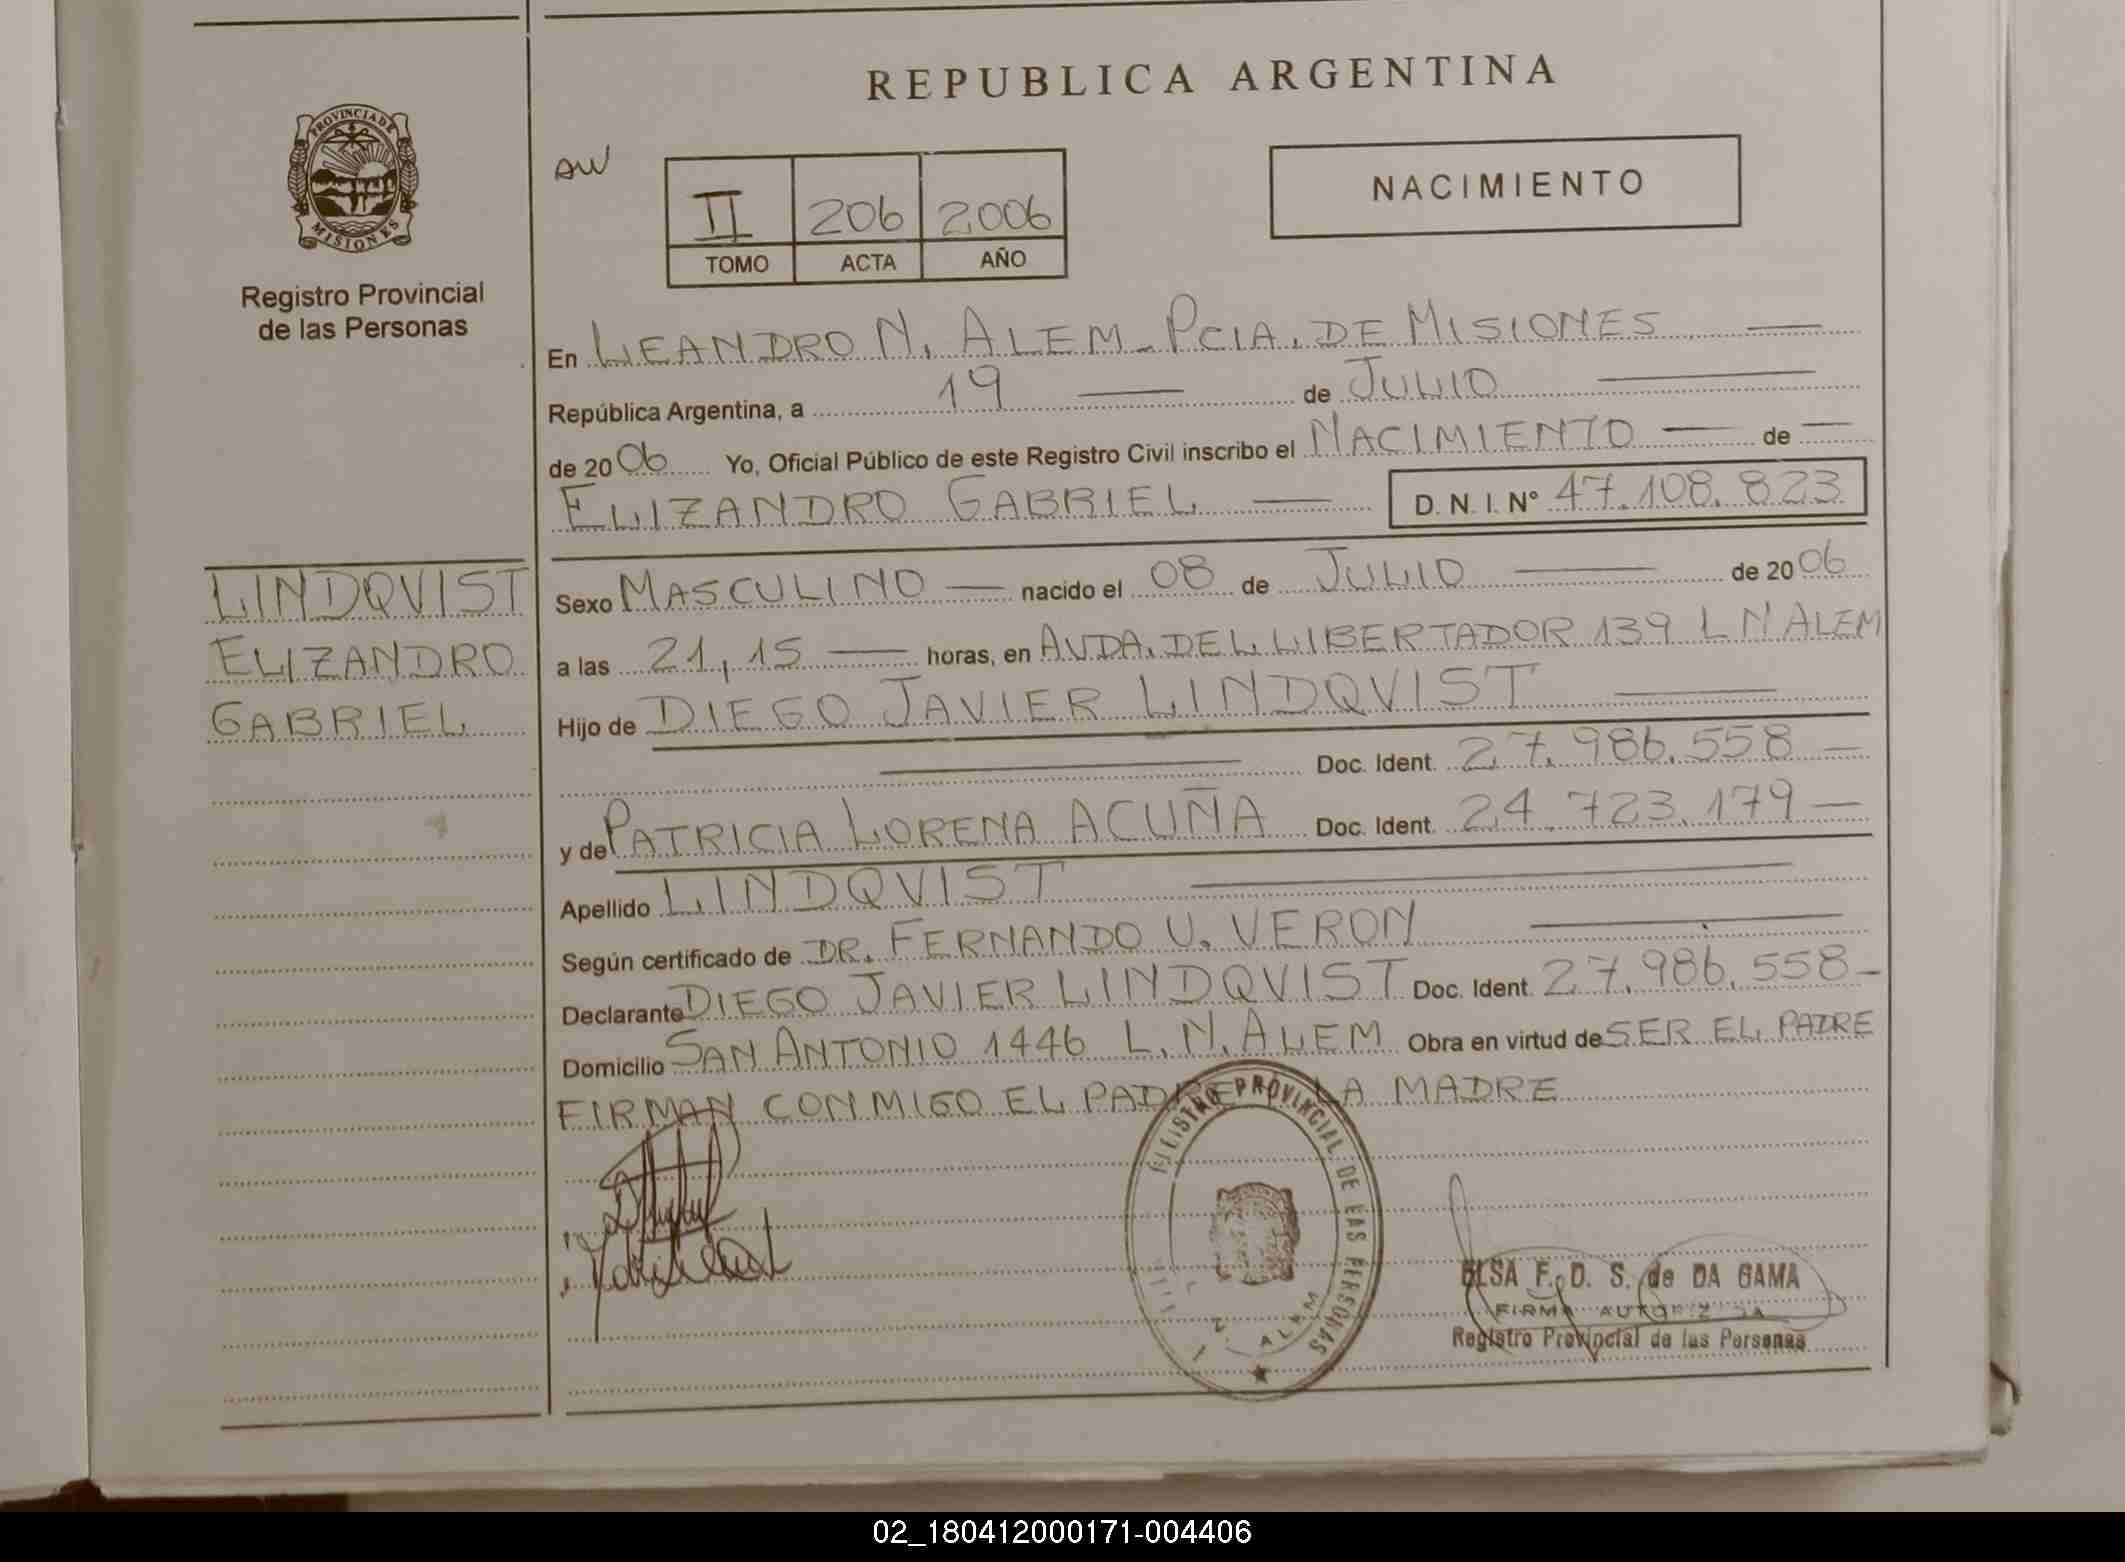 REPUBLICA ARGENTINA
PROVINCIA DE
MISIONES
Registro Provincial
de las Personas
AW
II 206 2006
TOMO ACTA AÑO
NACIMIENTO
En LEANDRO N. ALEM - PCIA. DE MISIONES
República Argentina, a 19 de JULIO
de 2006 Yo, Oficial Público de este Registro Civil inscribo el NACIMIENTO de
ELIZANDRO GABRIEL D.N.I. Nº 47.108.823
LINDQVIST
ELIZANDRO
GABRIEL
Sexo MASCULINO nacido el 08 de JULIO de 2006
a las 21,15 horas, en AVDA. DEL LIBERTADOR 139 L N ALEM
Hijo de DIEGO JAVIER LINDQVIST
Doc. Ident. 27.986.558
y de PATRICIA LORENA ACUÑA Doc. Ident. 24.723.179
Apellido LINDQVIST
Según certificado de DR. FERNANDO V. VERON
Declarante DIEGO JAVIER LINDQVIST Doc. Ident. 27.986.558
Domicilio SAN ANTONIO 1446 L.N. ALEM Obra en virtud de SER EL PADRE
FIRMAN CONMIGO EL PADRE LA MADRE
REGISTRO PROVINCIAL DE LAS PERSONAS
ALEM
ELSA F. D. S. de DA GAMA
FIRMA AUTORIZADA
Registro Provincial de las Personas
02_180412000171-004406